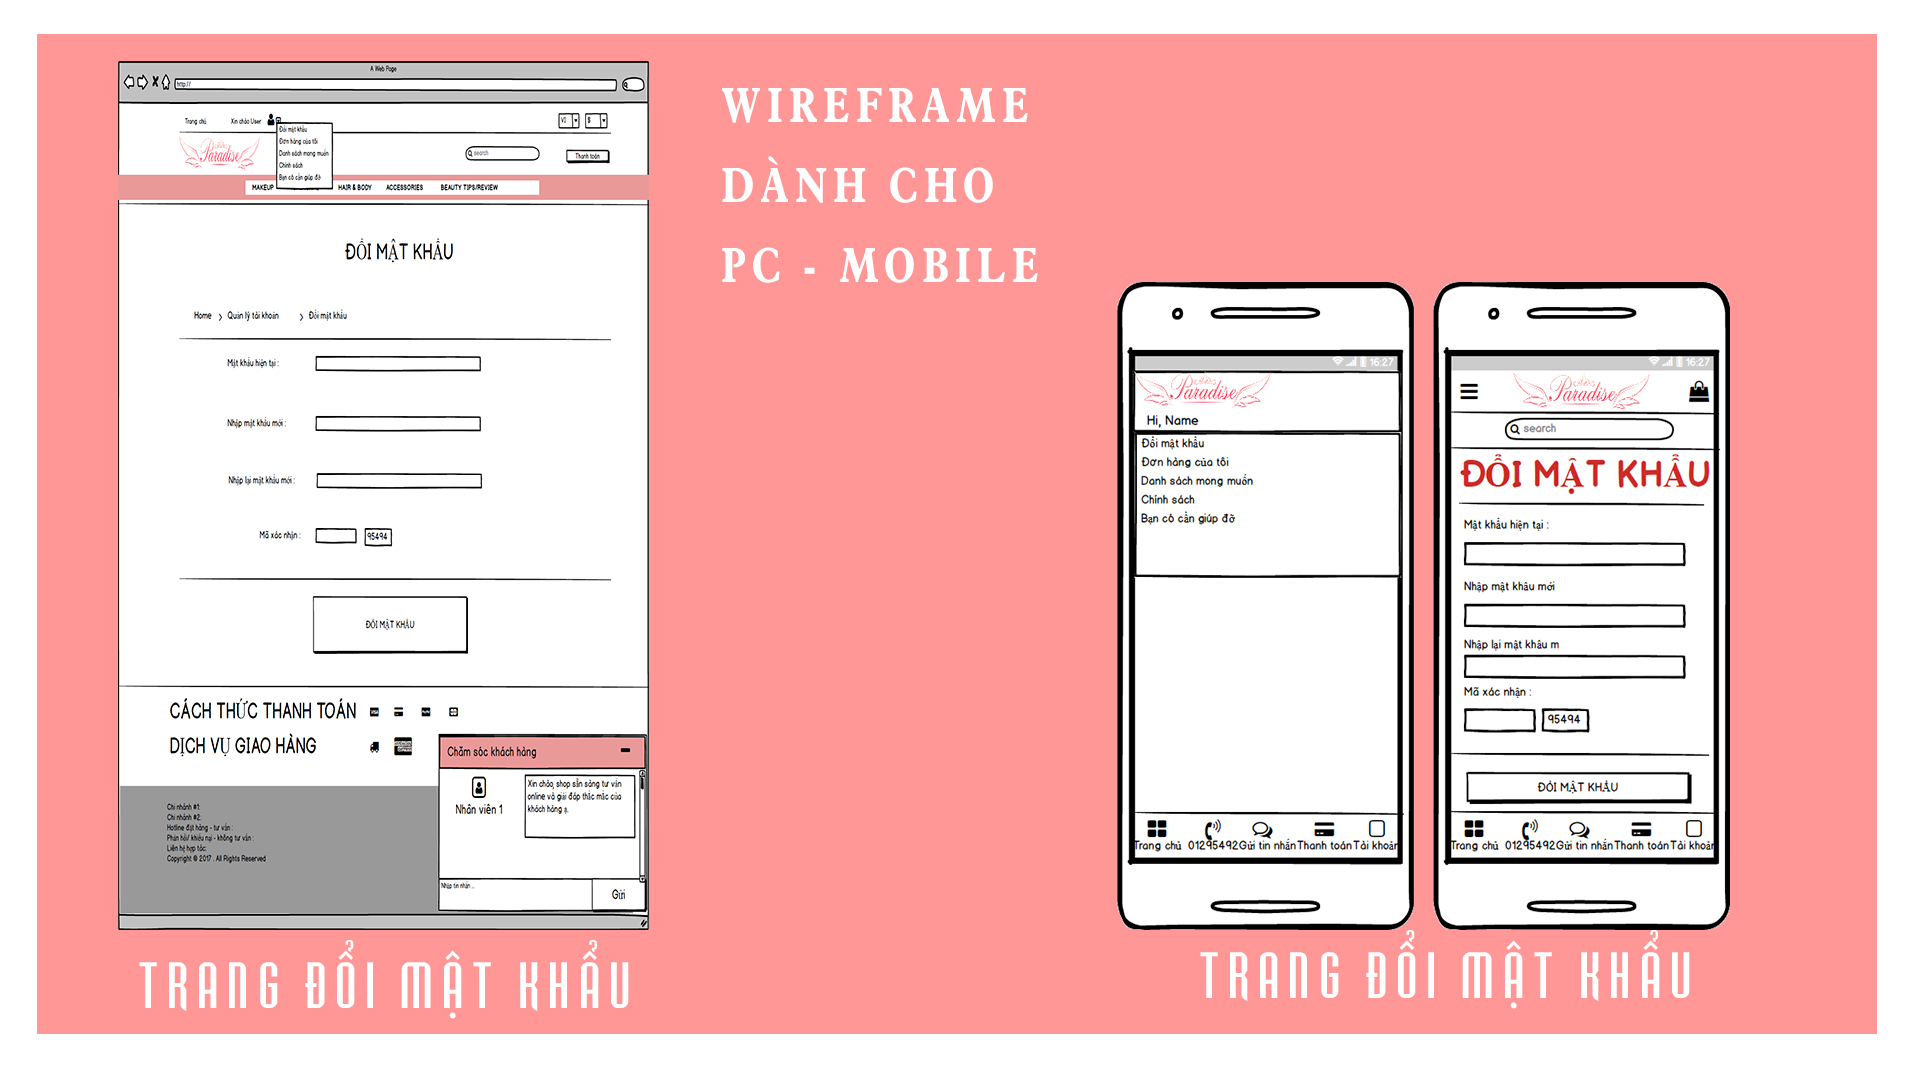 A Web Page
http://
Trang chủ
Xin chào User
VI
$
Đổi mật khẩu
Đơn hàng của tôi
Danh sách mong muốn
Chính sách
Bạn có cần giúp đỡ
Paradise
search
Thanh toán
MAKEUP
HAIR & BODY
ACCESSORIES
BEAUTY TIPS/REVIEW
ĐỔI MẬT KHẨU
Home
Quản lý tài khoản
Đổi mật khẩu
Mật khẩu hiện tại :
Nhập mật khẩu mới :
Nhập lại mật khẩu mới :
Mã xác nhận :
95494
ĐỔI MẬT KHẨU
CÁCH THỨC THANH TOÁN
DỊCH VỤ GIAO HÀNG
Chi nhánh #1:
Chi nhánh #2:
Hotline đặt hàng - tư vấn :
Phản hồi/ khiếu nại - không tư vấn :
Liên hệ hợp tác:
Copyright © 2017 . All Rights Reserved
Chăm sóc khách hàng
Nhân viên 1
Xin chào, shop sẵn sàng tư vấn
online và giải đáp thắc mắc của
khách hàng ạ.
Nhập tin nhắn ...
Gửi
TRANG ĐỔI MẬT KHẨU
WIREFRAME
DÀNH CHO
PC - MOBILE
16:27
Paradise
Hi, Name
Đổi mật khẩu
Đơn hàng của tôi
Danh sách mong muốn
Chính sách
Bạn có cần giúp đỡ
Trang chủ
01295492
Gửi tin nhắn
Thanh toán
Tài khoản
16:27
Paradise
search
ĐỔI MẬT KHẨU
Mật khẩu hiện tại :
Nhập mật khẩu mới
Nhập lại mật khẩu m
Mã xác nhận :
95494
ĐỔI MẬT KHẨU
Trang chủ
01295492
Gửi tin nhắn
Thanh toán
Tài khoản
TRANG ĐỔI MẬT KHẨU